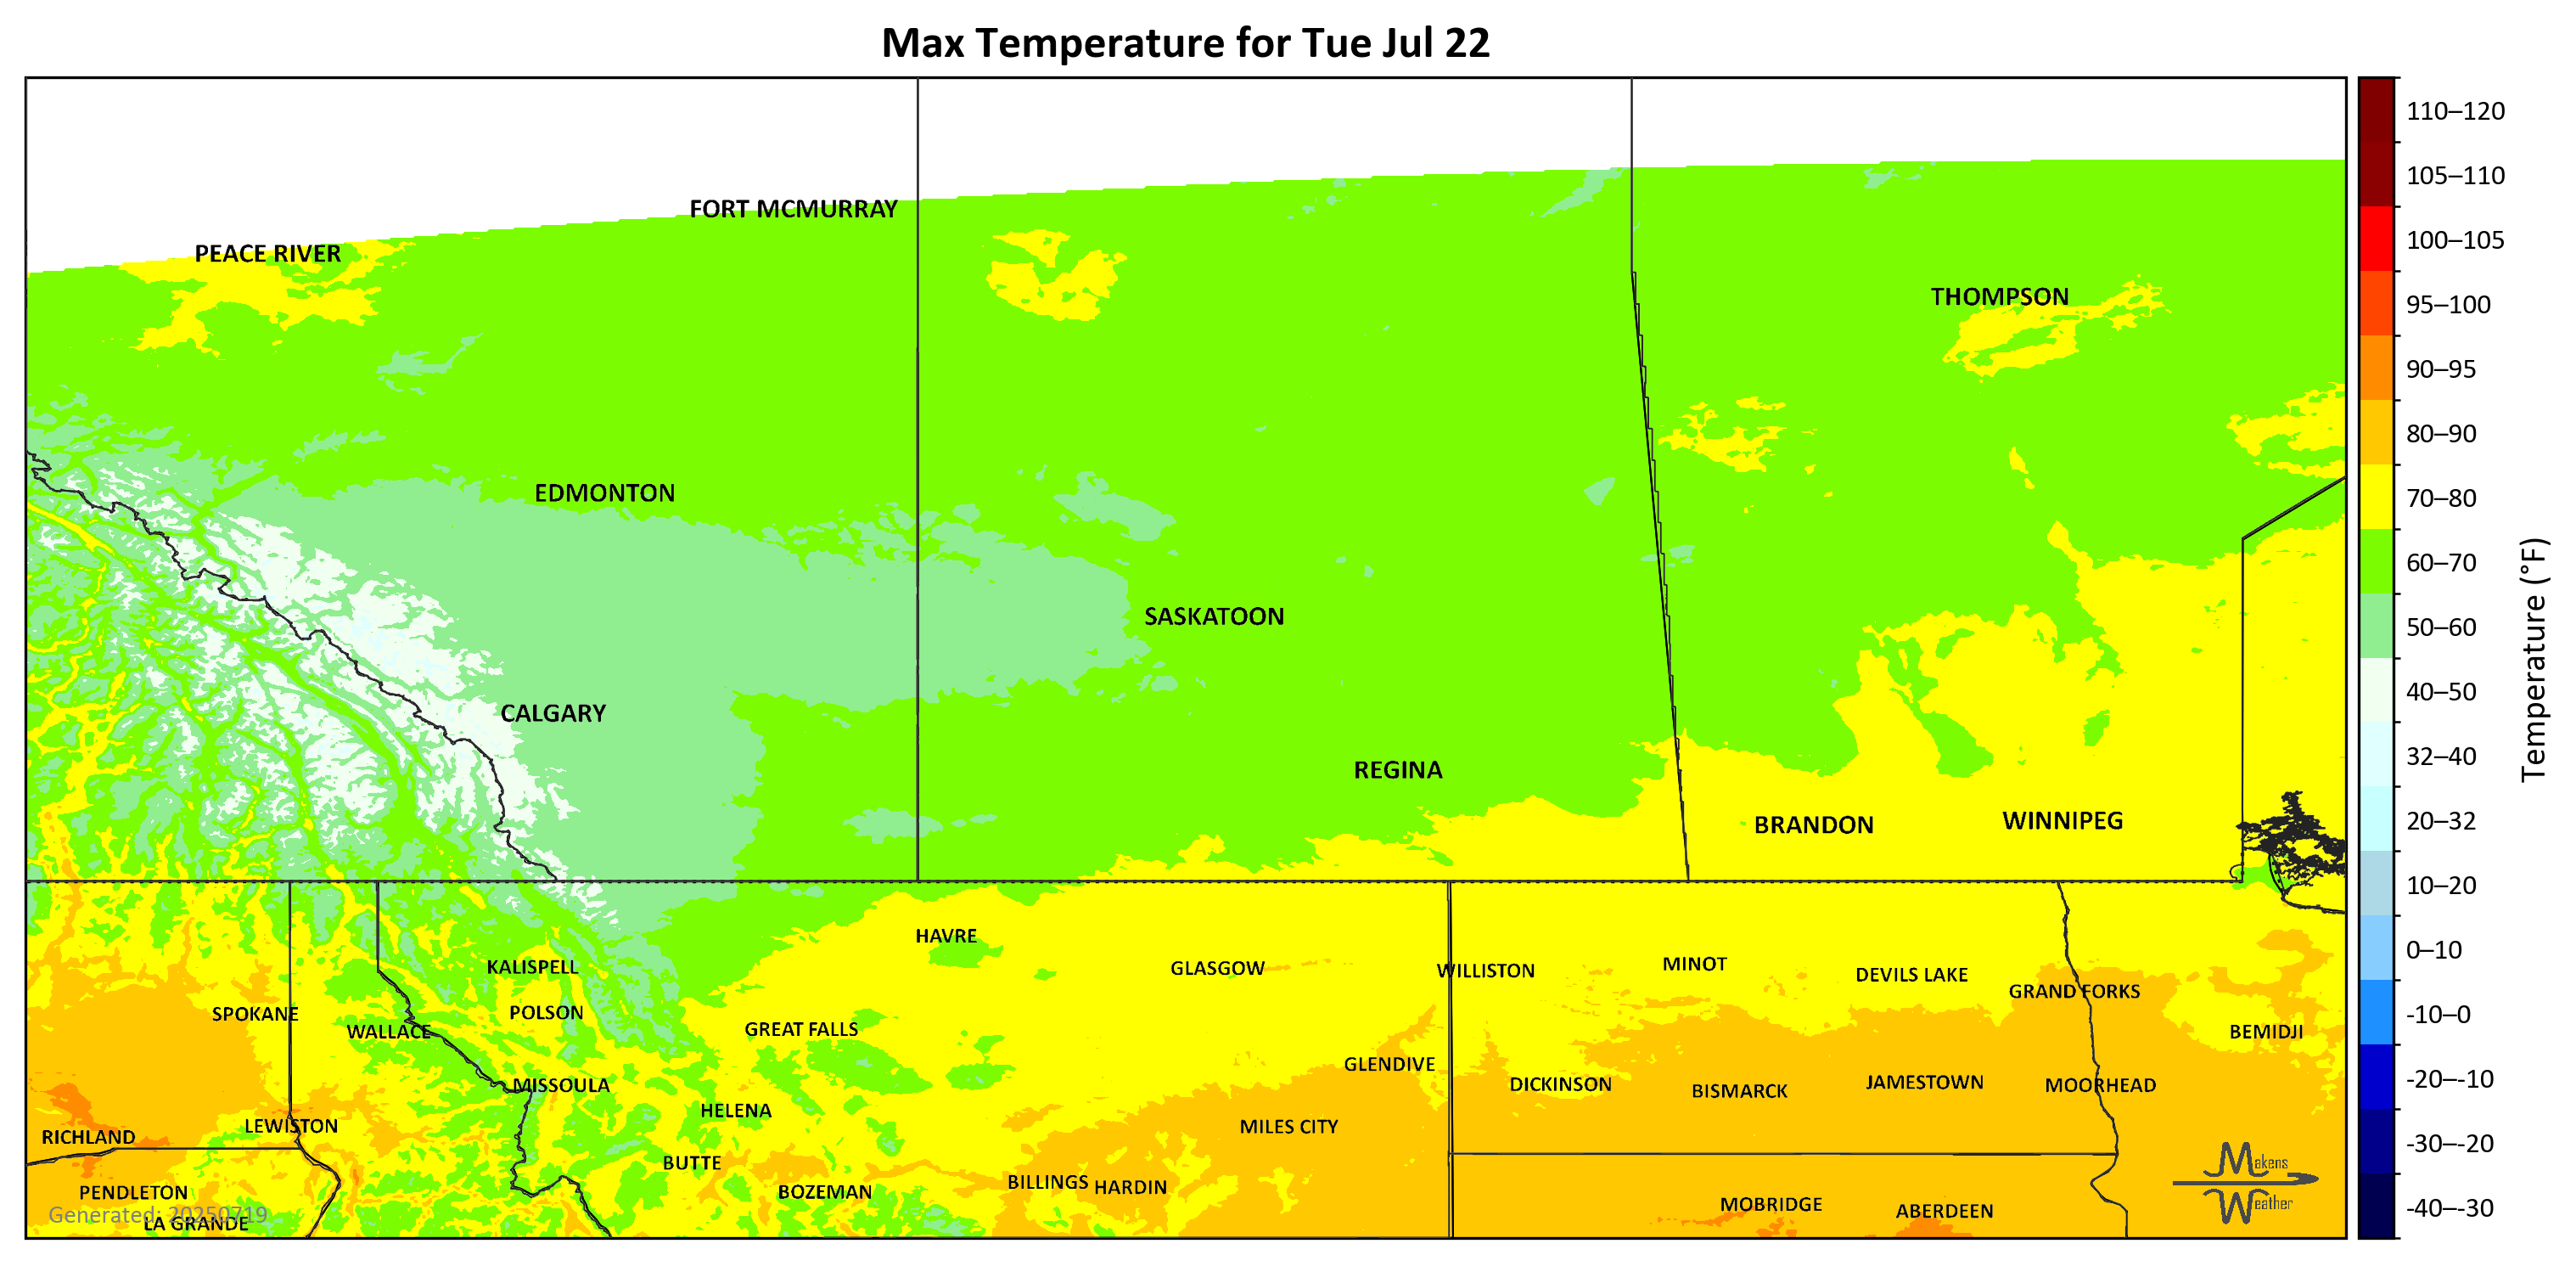 Max Temperature for Tue Jul 22
110–120
105–110
100–105
95–100
90–95
80–90
70–80
60–70
50–60
40–50
32–40
20–32
10–20
0–10
-10–0
-20–-10
-30–-20
-40–-30
Temperature (°F)
FORT MCMURRAY
PEACE RIVER
THOMPSON
EDMONTON
SASKATOON
CALGARY
REGINA
BRANDON
WINNIPEG
HAVRE
KALISPELL
GLASGOW
WILLISTON
MINOT
DEVILS LAKE
GRAND FORKS
SPOKANE
POLSON
WALLACE
GREAT FALLS
BEMIDJI
GLENDIVE
MISSOULA
DICKINSON
BISMARCK
JAMESTOWN
MOORHEAD
HELENA
LEWISTON
MILES CITY
RICHLAND
BUTTE
BILLINGS
HARDIN
PENDLETON
BOZEMAN
MOBRIDGE
ABERDEEN
LA GRANDE
Generated: 20250719
Makens
Weather